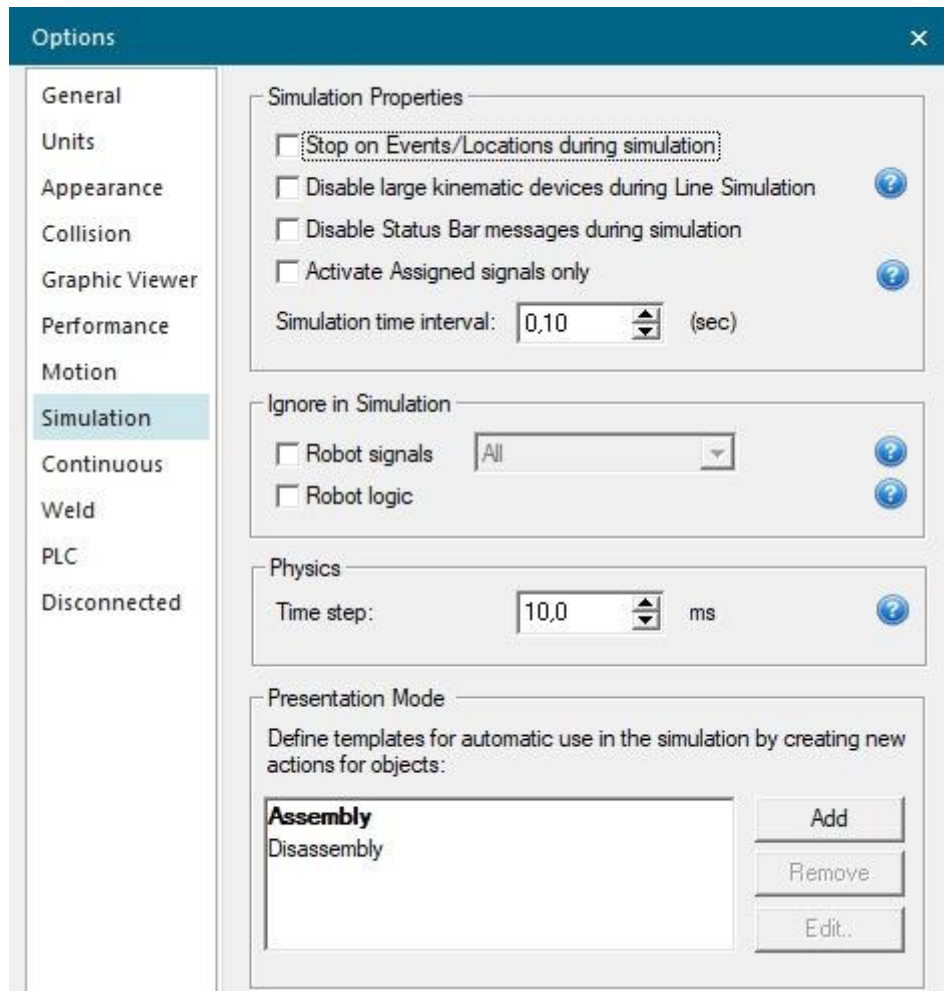 Options
General
Units
Appearance
Collision
Graphic Viewer
Performance
Motion
Simulation
Continuous
Weld
PLC
Disconnected
Simulation Properties
Stop on Events/Locations during simulation
Disable large kinematic devices during Line Simulation
Disable Status Bar messages during simulation
Activate Assigned signals only
Simulation time interval: 0,10 (sec)
Ignore in Simulation
Robot signals All
Robot logic
Physics
Time step: 10,0 ms
Presentation Mode
Define templates for automatic use in the simulation by creating new
actions for objects:
Assembly
Disassembly
Add
Remove
Edit..